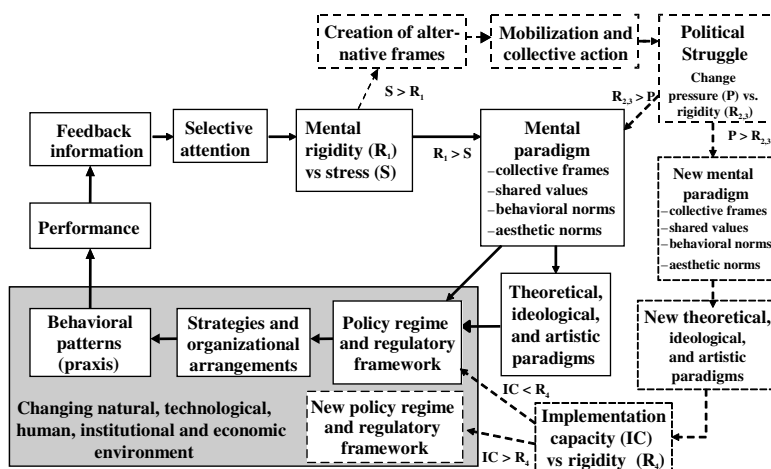 Creation of alter-
native frames
Mobilization and
collective action
Political
Struggle
Change
pressure (P) vs.
rigidity (R2,3)
S > R1
R2,3 > P
P > R2,3
Feedback
information
Selective
attention
Mental
rigidity (R1)
vs stress (S)
R1 > S
Mental
paradigm
–collective frames
–shared values
–behavioral norms
–aesthetic norms
New mental
paradigm
–collective frames
–shared values
–behavioral norms
–aesthetic norms
Performance
Behavioral
patterns
(praxis)
Strategies and
organizational
arrangements
Policy regime
and regulatory
framework
Theoretical,
ideological,
and artistic
paradigms
New theoretical,
ideological,
and artistic
paradigms
IC < R4
Changing natural, technological,
human, institutional and economic
environment
New policy regime
and regulatory
framework
IC > R4
Implementation
capacity (IC)
vs rigidity (R4)